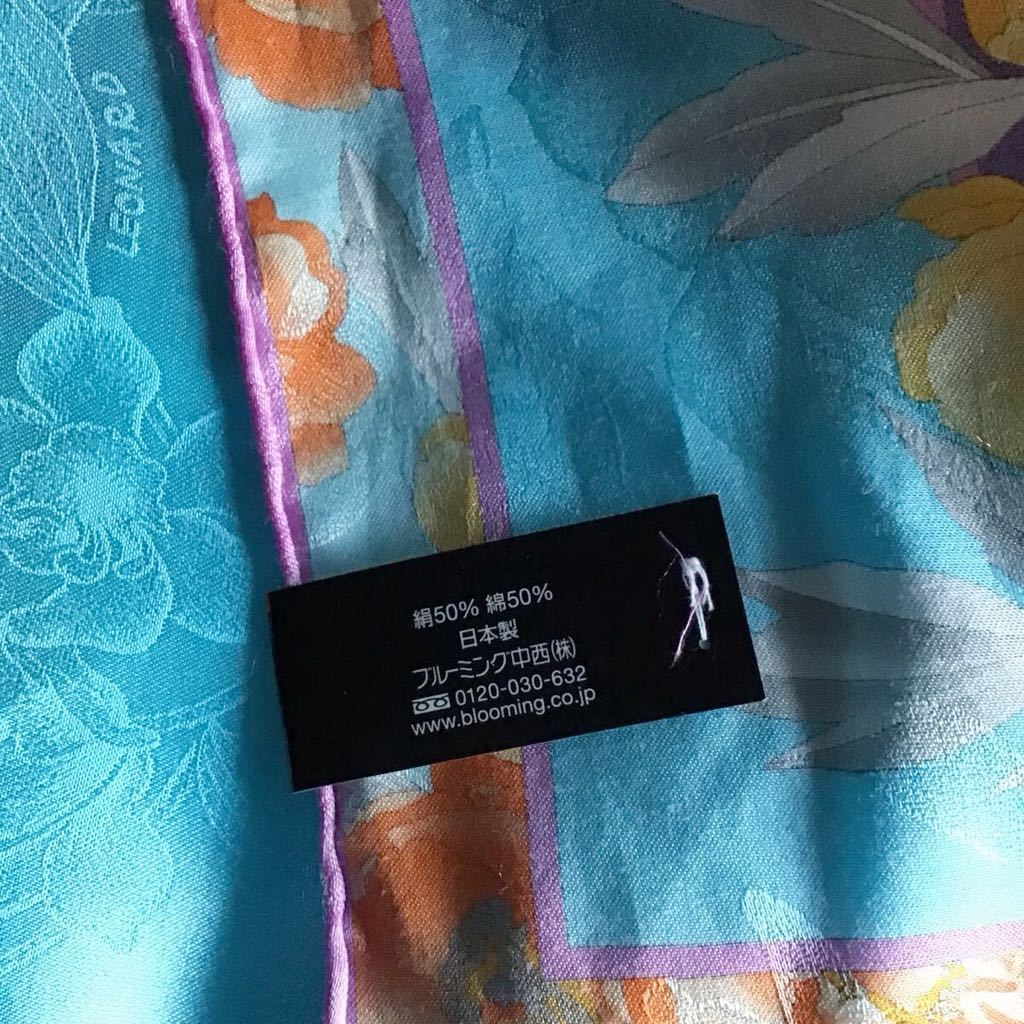 LEONARD
絹50% 綿50%
日本製
ブルーミング中西(株)
0120-030-632
www.blooming.co.jp